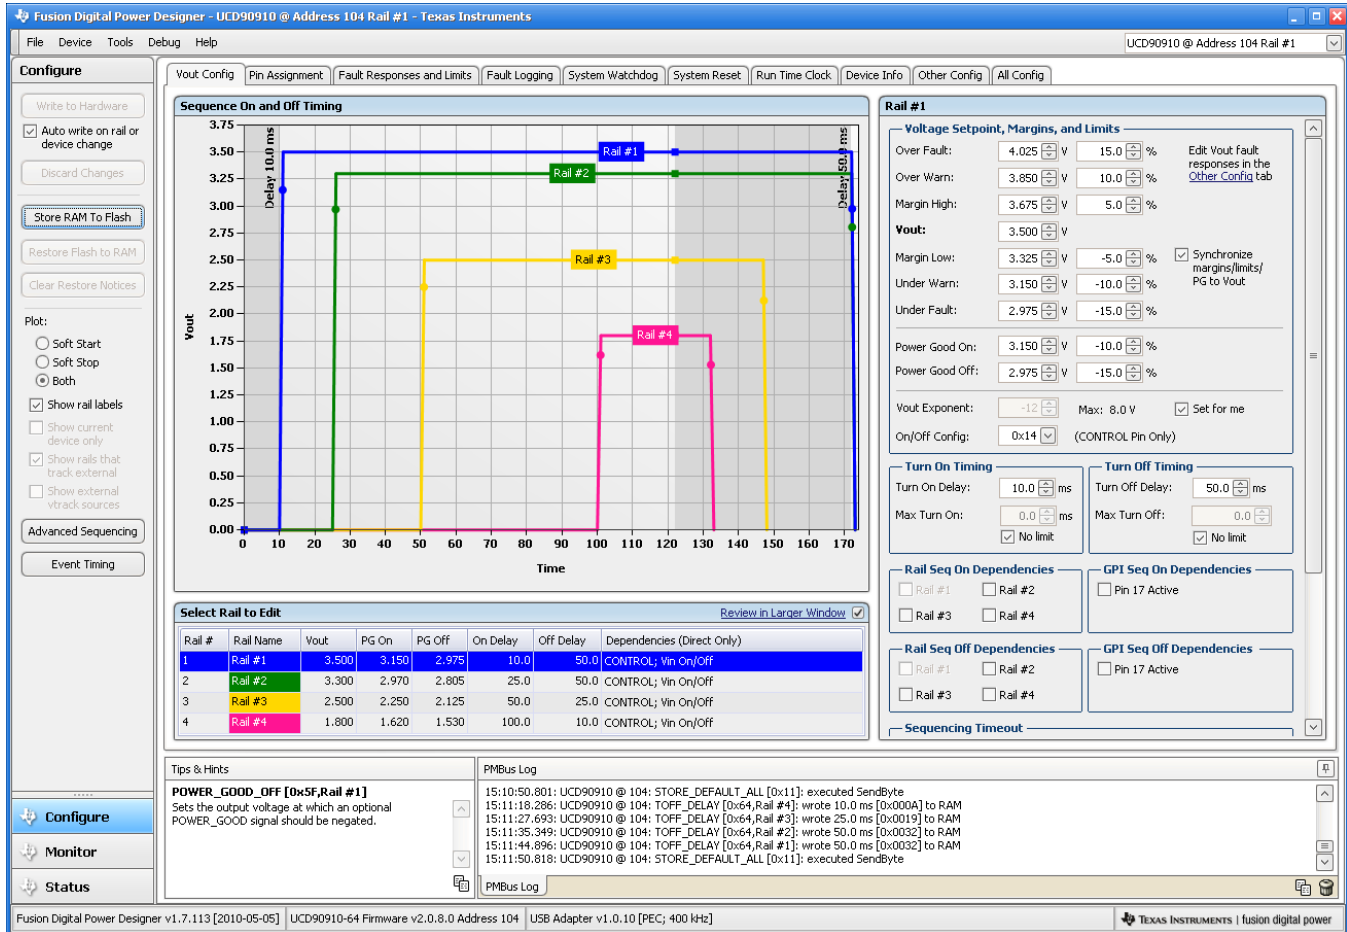 Fusion Digital Power Designer - UCD90910 @ Address 104 Rail #1 - Texas Instruments
File Device Tools Debug Help
UCD90910 @ Address 104 Rail #1
Configure
Write to Hardware
Auto write on rail or
device change
Discard Changes
Store RAM To Flash
Restore Flash to RAM
Clear Restore Notices
Plot:
Soft Start
Soft Stop
Both
Show rail labels
Show current
device only
Show rails that
track external
Show external
vtrack sources
Advanced Sequencing
Event Timing
Configure
Monitor
Status
Vout Config Pin Assignment Fault Responses and Limits Fault Logging System Watchdog System Reset Run Time Clock Device Info Other Config All Config
Sequence On and Off Timing
Vout
3.75
3.50
3.25
3.00
2.75
2.50
2.25
2.00
1.75
1.50
1.25
1.00
0.75
0.50
0.25
0.00
Delay 10.0 ms
Delay 50.0 ms
Rail #1
Rail #2
Rail #3
Rail #4
0 10 20 30 40 50 60 70 80 90 100 110 120 130 140 150 160 170
Time
Select Rail to Edit Review in Larger Window
Rail # Rail Name Vout PG On PG Off On Delay Off Delay Dependencies (Direct Only)
1 Rail #1 3.500 3.150 2.975 10.0 50.0 CONTROL; Vin On/Off
2 Rail #2 3.300 2.970 2.805 25.0 50.0 CONTROL; Vin On/Off
3 Rail #3 2.500 2.250 2.125 50.0 25.0 CONTROL; Vin On/Off
4 Rail #4 1.800 1.620 1.530 100.0 10.0 CONTROL; Vin On/Off
Rail #1
Voltage Setpoint, Margins, and Limits
Over Fault: 4.025 V 15.0 %
Over Warn: 3.850 V 10.0 %
Margin High: 3.675 V 5.0 %
Vout: 3.500 V
Margin Low: 3.325 V -5.0 %
Under Warn: 3.150 V -10.0 %
Under Fault: 2.975 V -15.0 %
Edit Vout fault
responses in the
Other Config tab
Synchronize
margins/limits/
PG to Vout
Power Good On: 3.150 V -10.0 %
Power Good Off: 2.975 V -15.0 %
Vout Exponent: -12 Max: 8.0 V Set for me
On/Off Config: 0x14 (CONTROL Pin Only)
Turn On Timing
Turn On Delay: 10.0 ms
Max Turn On: 0.0 ms
No limit
Turn Off Timing
Turn Off Delay: 50.0 ms
Max Turn Off: 0.0
No limit
Rail Seq On Dependencies
Rail #1 Rail #2
Rail #3 Rail #4
GPI Seq On Dependencies
Pin 17 Active
Rail Seq Off Dependencies
Rail #1 Rail #2
Rail #3 Rail #4
GPI Seq Off Dependencies
Pin 17 Active
Sequencing Timeout
Tips & Hints
POWER_GOOD_OFF [0x5F,Rail #1]
Sets the output voltage at which an optional
POWER_GOOD signal should be negated.
PMBus Log
15:10:50.801: UCD90910 @ 104: STORE_DEFAULT_ALL [0x11]: executed SendByte
15:11:18.286: UCD90910 @ 104: TOFF_DELAY [0x64,Rail #4]: wrote 10.0 ms [0x000A] to RAM
15:11:27.693: UCD90910 @ 104: TOFF_DELAY [0x64,Rail #3]: wrote 25.0 ms [0x0019] to RAM
15:11:35.349: UCD90910 @ 104: TOFF_DELAY [0x64,Rail #2]: wrote 50.0 ms [0x0032] to RAM
15:11:44.896: UCD90910 @ 104: TOFF_DELAY [0x64,Rail #1]: wrote 50.0 ms [0x0032] to RAM
15:11:50.818: UCD90910 @ 104: STORE_DEFAULT_ALL [0x11]: executed SendByte
PMBus Log
Fusion Digital Power Designer v1.7.113 [2010-05-05] UCD90910-64 Firmware v2.0.8.0 Address 104 USB Adapter v1.0.10 [PEC; 400 kHz] TEXAS INSTRUMENTS | fusion digital power